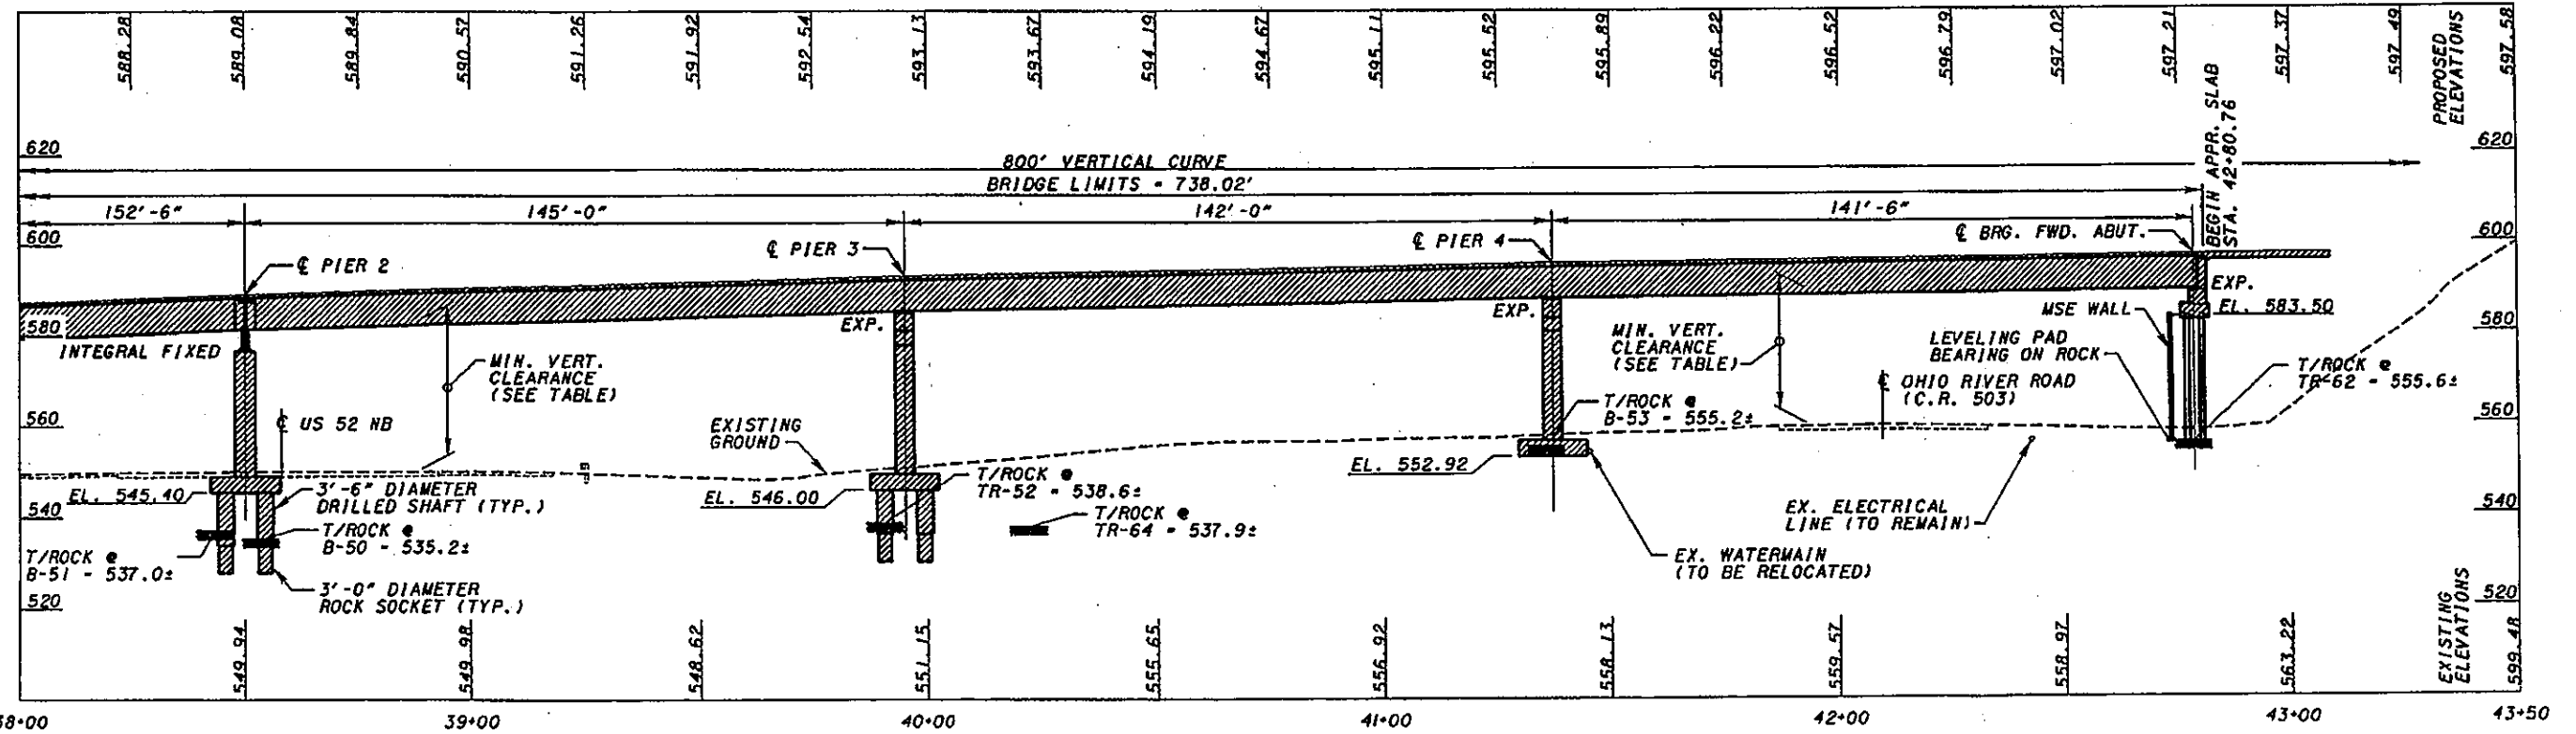 588.28
589.08
589.84
590.57
591.26
591.92
592.54
593.13
593.67
594.19
594.67
595.11
595.52
595.89
596.22
596.52
596.79
597.02
597.21
597.37
597.49
597.58
PROPOSED
ELEVATIONS
BEGIN APPR. SLAB
STA. 42+80.76
620
620
800' VERTICAL CURVE
BRIDGE LIMITS = 738.02'
152'-6"
145'-0"
142'-0"
141'-6"
600
600
℄ PIER 2
℄ PIER 3
℄ PIER 4
℄ BRG. FWD. ABUT.
580
580
INTEGRAL FIXED
EXP.
EXP.
EXP.
MIN. VERT.
CLEARANCE
(SEE TABLE)
MIN. VERT.
CLEARANCE
(SEE TABLE)
MSE WALL
EL. 583.50
LEVELING PAD
BEARING ON ROCK
℄ OHIO RIVER ROAD
(C.R. 503)
T/ROCK @
TR-62 = 555.6±
T/ROCK @
B-53 = 555.2±
560
560
℄ US 52 NB
EXISTING
GROUND
EL. 545.40
3'-6" DIAMETER
DRILLED SHAFT (TYP.)
EL. 546.00
T/ROCK @
TR-52 = 538.6±
EL. 552.92
540
540
T/ROCK @
B-50 = 535.2±
T/ROCK @
TR-64 = 537.9±
EX. ELECTRICAL
LINE (TO REMAIN)
T/ROCK @
B-51 = 537.0±
EX. WATERMAIN
(TO BE RELOCATED)
3'-0" DIAMETER
ROCK SOCKET (TYP.)
520
520
549.94
549.98
548.62
551.15
555.65
556.92
558.13
559.57
558.97
563.22
599.48
EXISTING
ELEVATIONS
38+00
39+00
40+00
41+00
42+00
43+00
43+50